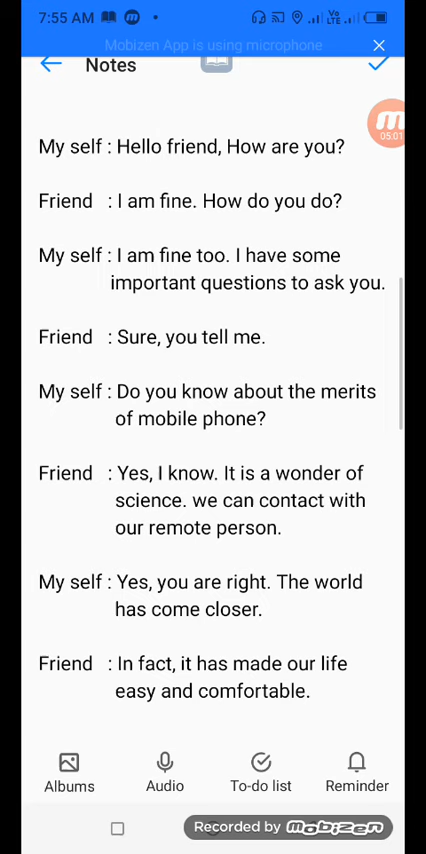 7:55 AM
Mobizen App is using microphone
Notes
05:01
My self : Hello friend, How are you?
Friend : I am fine. How do you do?
My self : I am fine too. I have some
important questions to ask you.
Friend : Sure, you tell me.
My self : Do you know about the merits
of mobile phone?
Friend : Yes, I know. It is a wonder of
science. we can contact with
our remote person.
My self : Yes, you are right. The world
has come closer.
Friend : In fact, it has made our life
easy and comfortable.
Albums Audio To-do list Reminder
Recorded by mobizen